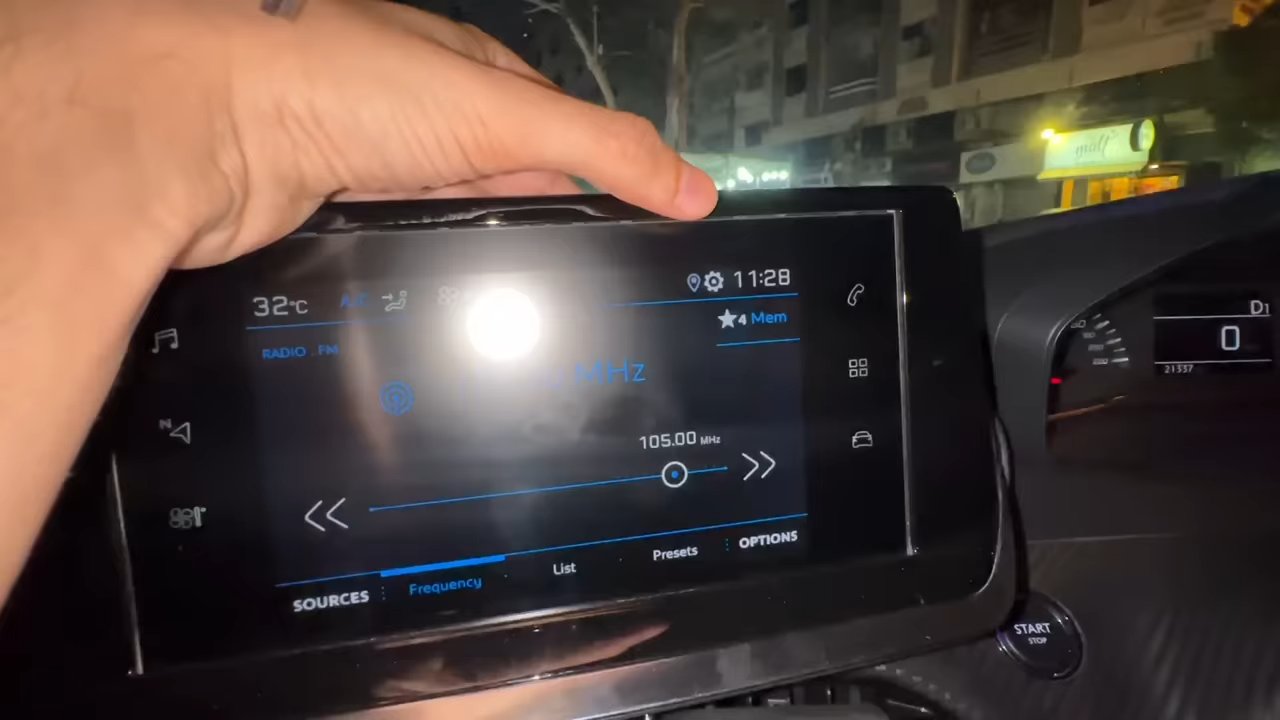 32°C
A/C
11:28
4 Mem
RADIO . FM
MHz
105.00 MHz
N
SOURCES
Frequency
List
Presets
OPTIONS
D1
0
21337
START
STOP